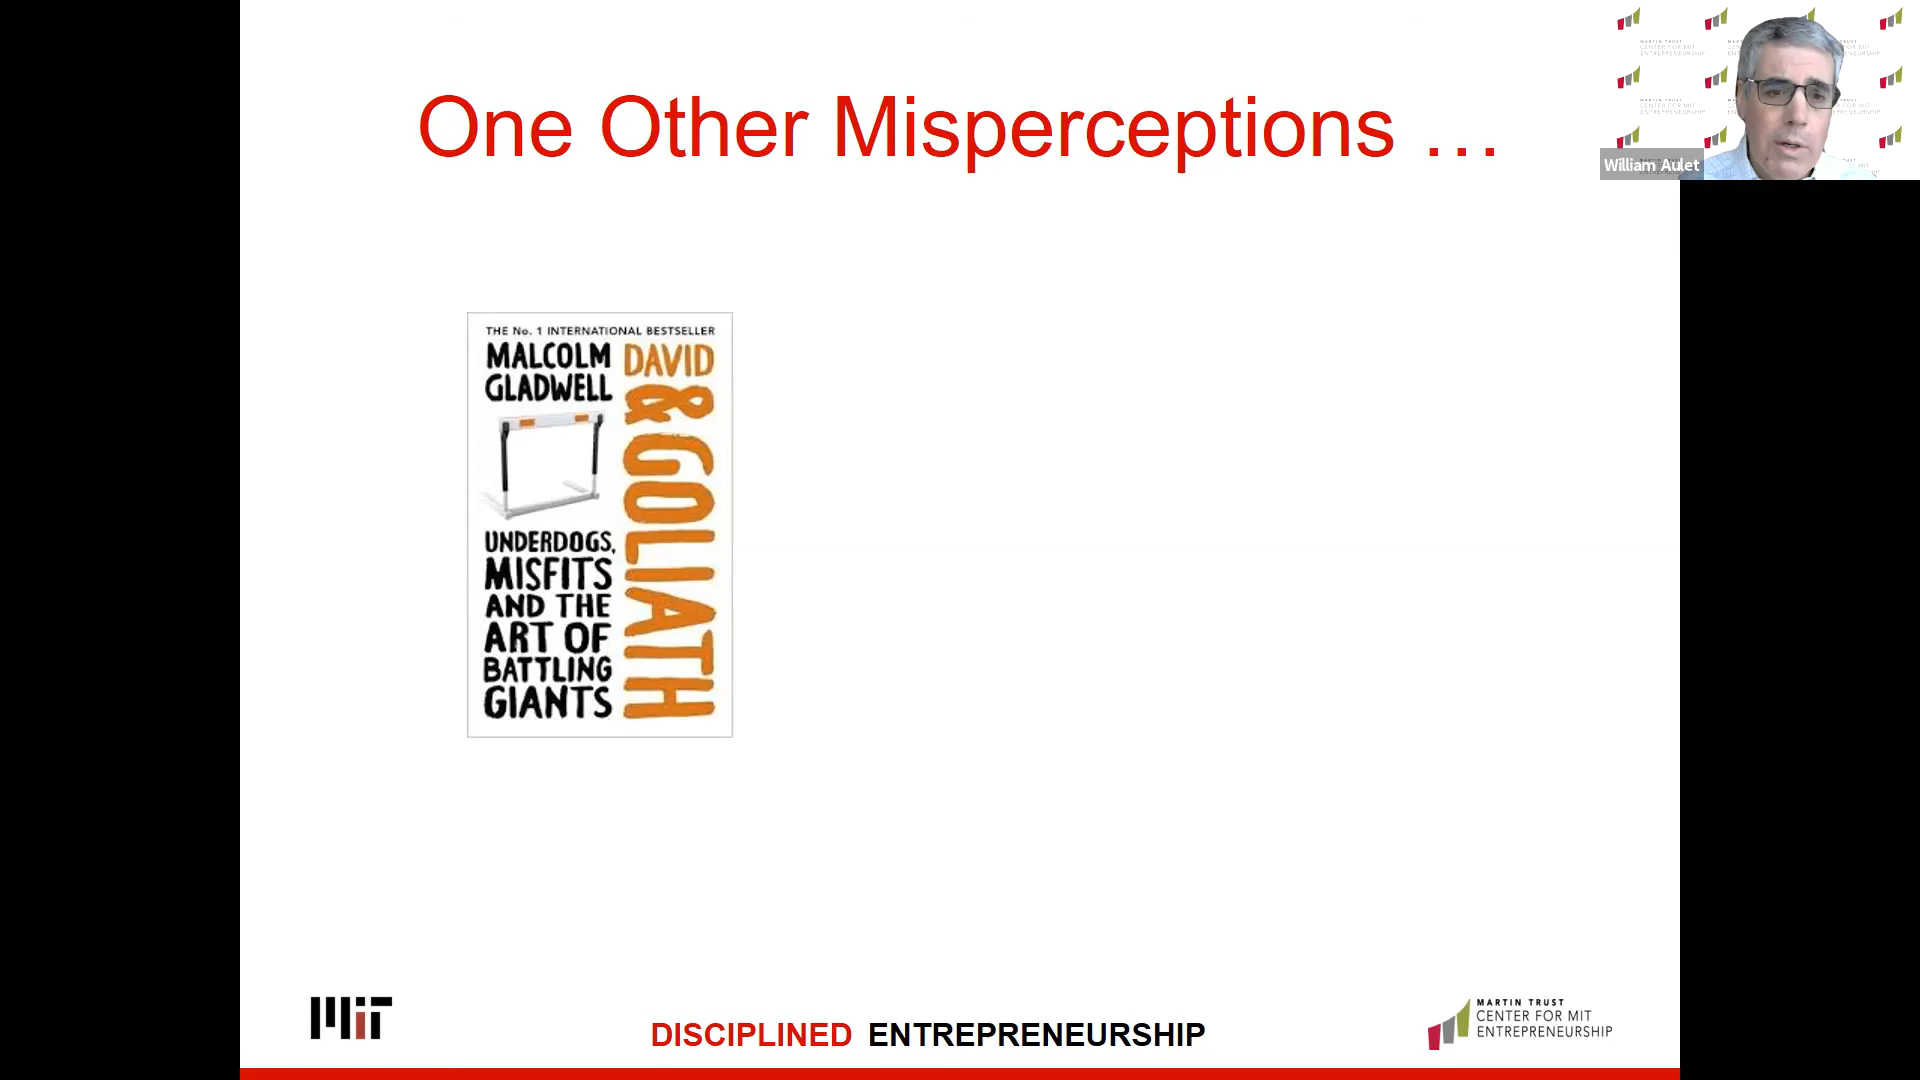 One Other Misperceptions ...
William Aulet
THE No. 1 INTERNATIONAL BESTSELLER
MALCOLM
GLADWELL
DAVID
& GOLIATH
UNDERDOGS,
MISFITS
AND THE
ART OF
BATTLING
GIANTS
MIT
DISCIPLINED ENTREPRENEURSHIP
MARTIN TRUST
CENTER FOR MIT
ENTREPRENEURSHIP